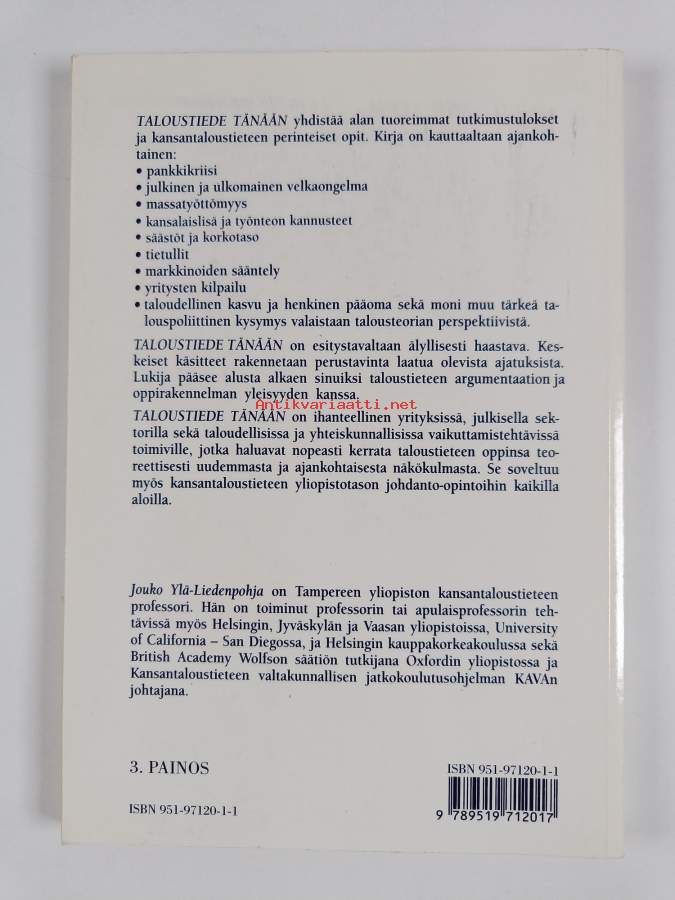 TALOUSTIEDE TÄNÄÄN yhdistää alan tuoreimmat tutkimustulokset
ja kansantaloustieteen perinteiset opit. Kirja on kauttaaltaan ajankoh-
tainen:
• pankkikriisi
• julkinen ja ulkomainen velkaongelma
• massatyöttömyys
• kansalaislisä ja työnteon kannusteet
• säästöt ja korkotaso
• tietullit
• markkinoiden sääntely
• yritysten kilpailu
• taloudellinen kasvu ja henkinen pääoma sekä moni muu tärkeä ta-
louspoliittinen kysymys valaistaan talousteorian perspektiivistä.
TALOUSTIEDE TÄNÄÄN on esitystavaltaan älyllisesti haastava. Kes-
keiset käsitteet rakennetaan perustavinta laatua olevista ajatuksista.
Lukija pääsee alusta alkaen sinuiksi taloustieteen argumentaation ja
oppirakennelman yleisyyden kanssa.
Antikvariaatti.net
TALOUSTIEDE TÄNÄÄN on ihanteellinen yrityksissä, julkisella sek-
torilla sekä taloudellisissa ja yhteiskunnallisissa vaikuttamistehtävissä
toimiville, jotka haluavat nopeasti kerrata taloustieteen oppinsa teo-
reettisesti uudemmasta ja ajankohtaisesta näkökulmasta. Se soveltuu
myös kansantaloustieteen yliopistotason johdanto-opintoihin kaikilla
aloilla.
Jouko Ylä-Liedenpohja on Tampereen yliopiston kansantaloustieteen
professori. Hän on toiminut professorin tai apulaisprofessorin teh-
tävissä myös Helsingin, Jyväskylän ja Vaasan yliopistoissa, University
of California – San Diegossa, ja Helsingin kauppakorkeakoulussa sekä
British Academy Wolfson säätiön tutkijana Oxfordin yliopistossa ja
Kansantaloustieteen valtakunnallisen jatkokoulutusohjelman KAVAn
johtajana.
3. PAINOS
ISBN 951-97120-1-1
ISBN 951-97120-1-1
9 789519 712017